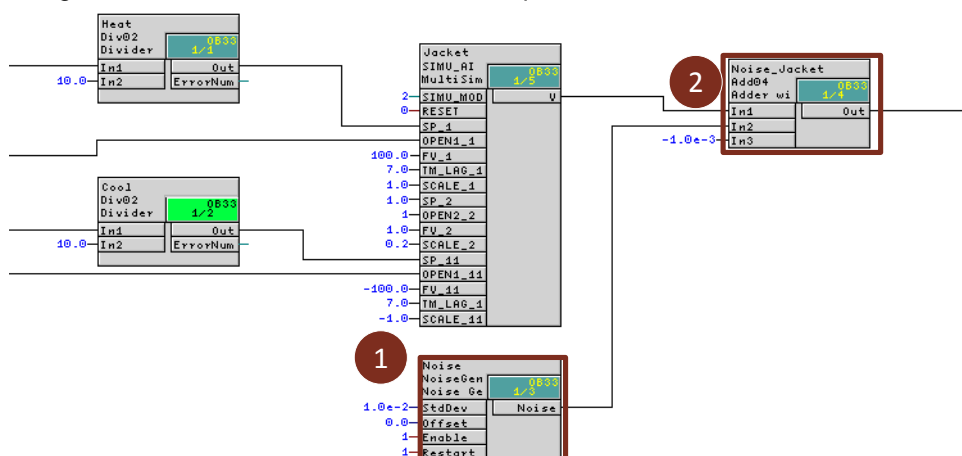 Heat
Div02
Divider
OB33
1/1
In1
Out
10.0
In2
ErrorNum
Jacket
SIMU_AI
MultiSim
OB33
1/5
2
SIMU_MOD
V
0
RESET
SP_1
OPEN1_1
100.0
FV_1
7.0
TM_LAG_1
1.0
SCALE_1
1.0
SP_2
1
OPEN2_2
1.0
FV_2
0.2
SCALE_2
SP_11
OPEN1_11
-100.0
FV_11
7.0
TM_LAG_1
-1.0
SCALE_11
2
Noise_Jacket
Add04
Adder wi
OB33
1/4
In1
Out
In2
-1.0e-3
In3
Cool
Div02
Divider
OB33
1/2
In1
Out
10.0
In2
ErrorNum
1
Noise
NoiseGen
Noise Ge
OB33
1/3
1.0e-2
StdDev
Noise
0.0
Offset
1
Enable
1
Restart